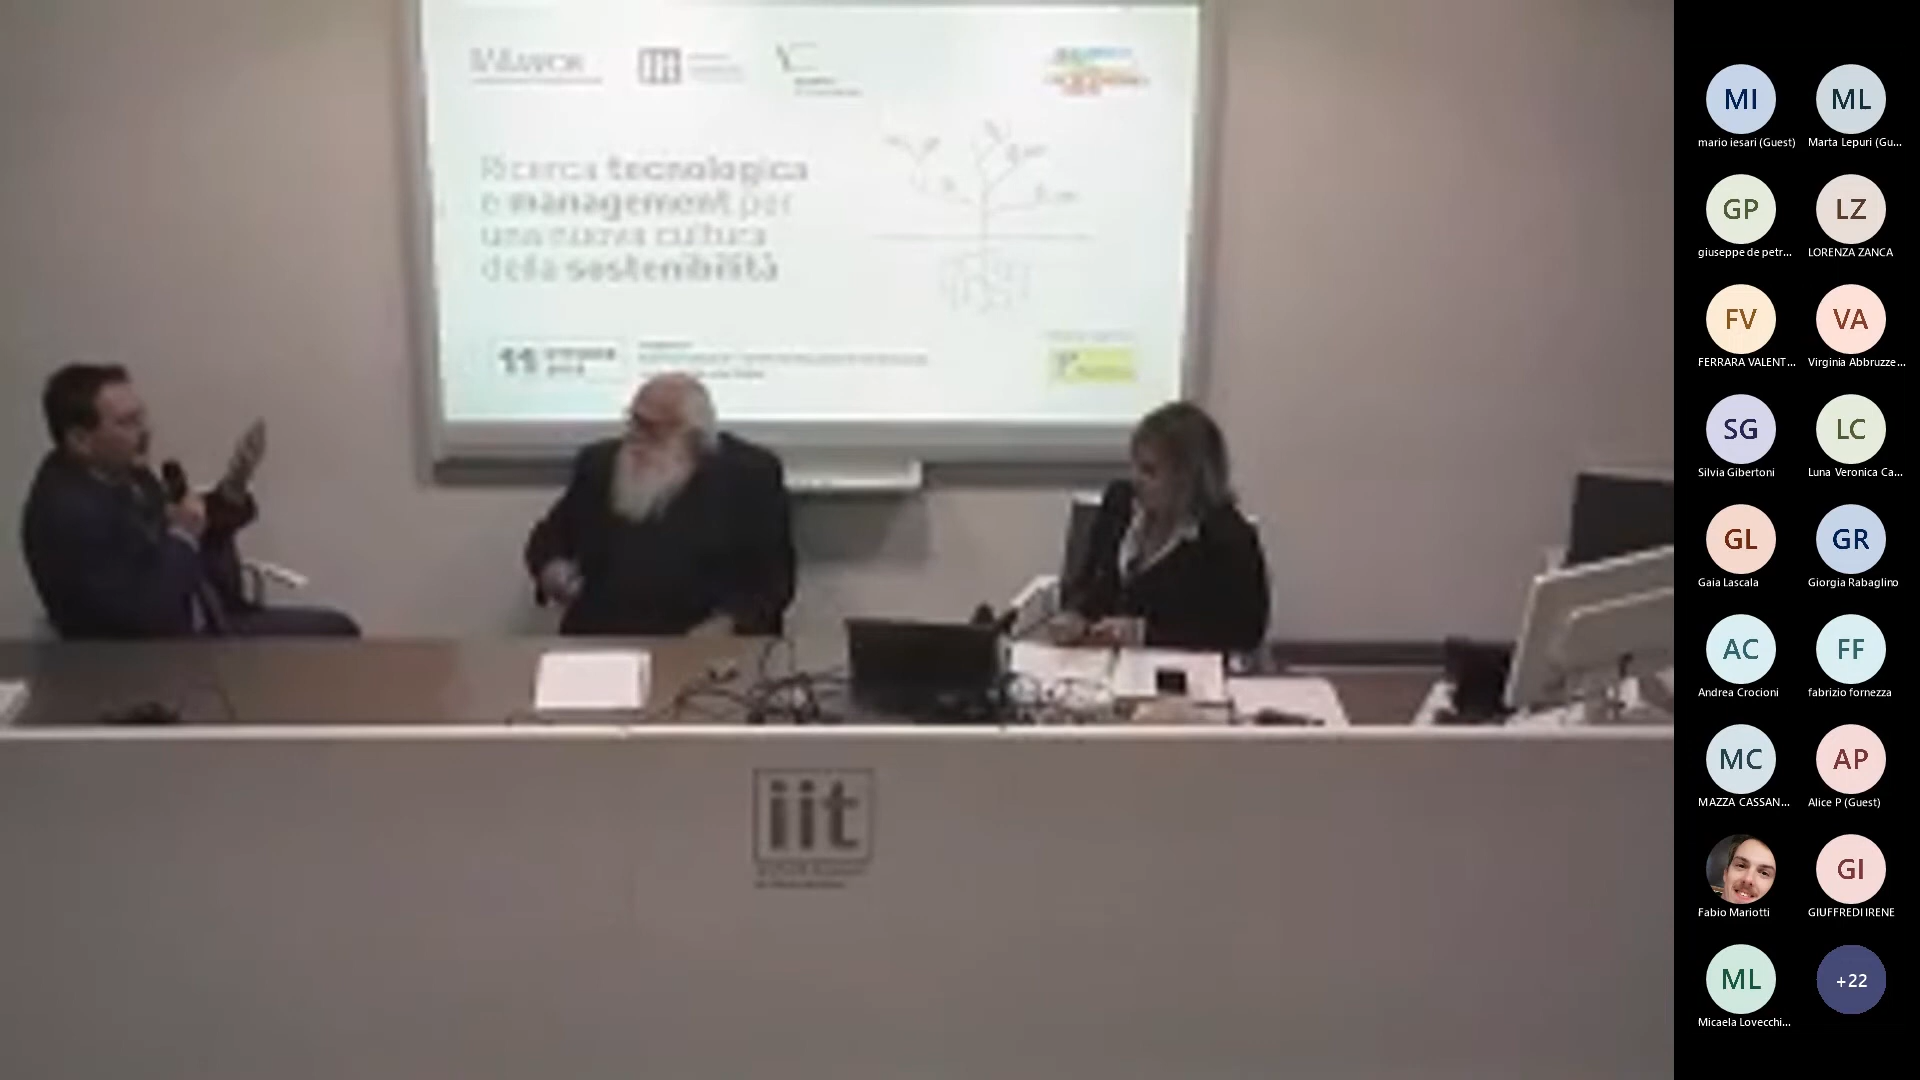 Ricerca tecnologica
e management per
una nuova cultura
della sostenibilità
11
iit
MI
mario iesari (Guest)
ML
Marta Lepuri (Gu...
GP
giuseppe de petr...
LZ
LORENZA ZANCA
FV
FERRARA VALENT...
VA
Virginia Abbruzze...
SG
Silvia Gibertoni
LC
Luna Veronica Ca...
GL
Gaia Lascala
GR
Giorgia Rabaglino
AC
Andrea Crocioni
FF
fabrizio fornezza
MC
MAZZA CASSAN...
AP
Alice P (Guest)
Fabio Mariotti
GI
GIUFFREDI IRENE
ML
Micaela Lovecchi...
+22